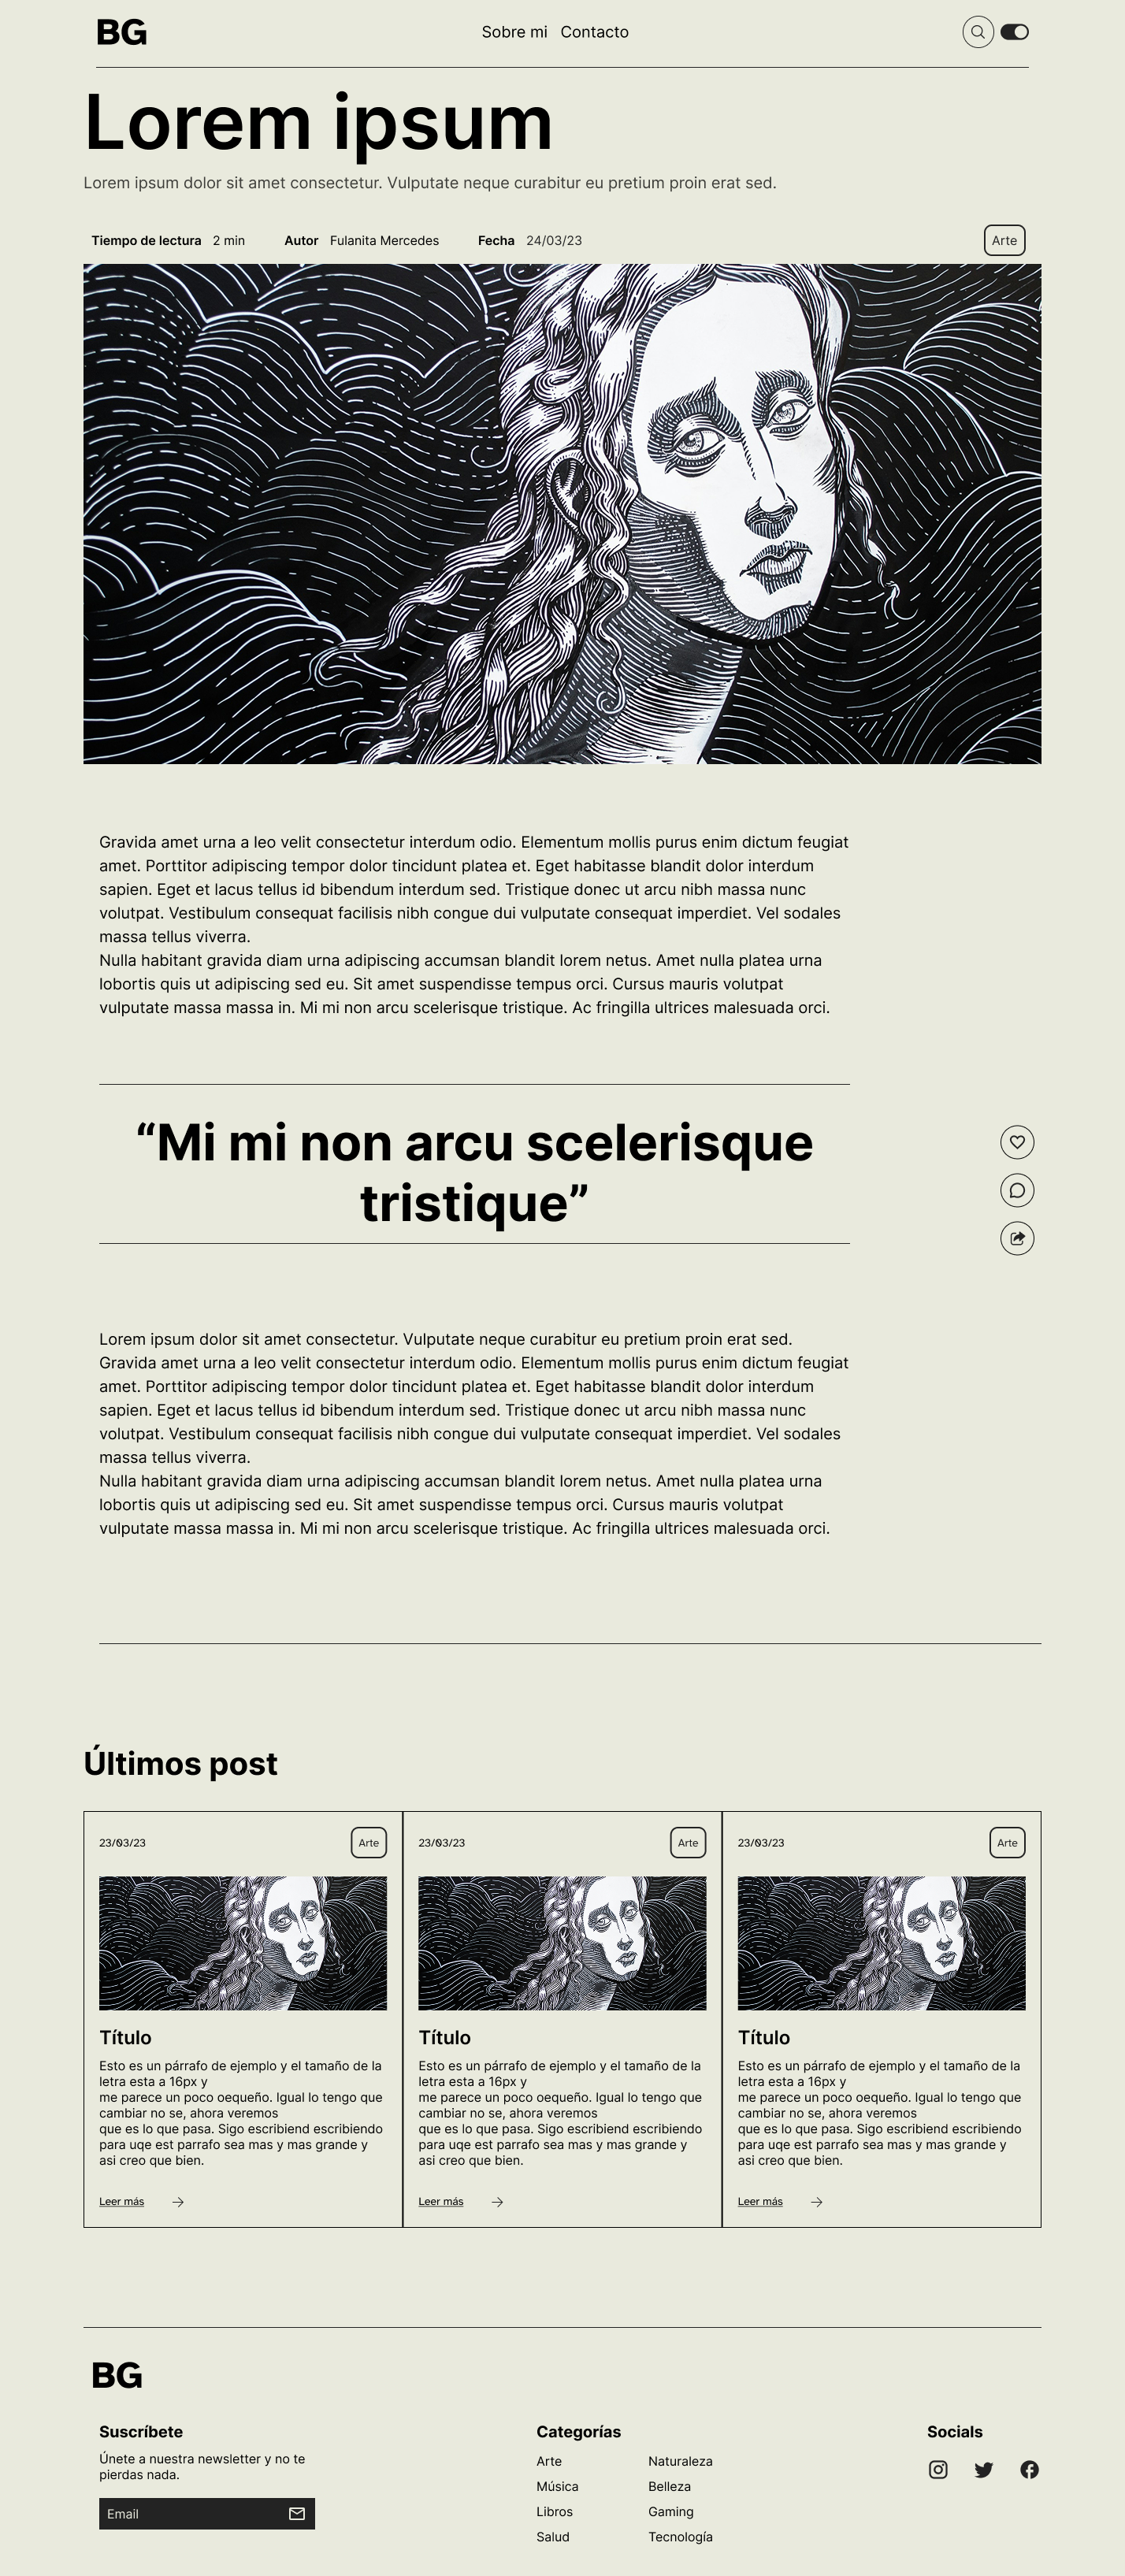 BG
Sobre mi Contacto
Lorem ipsum
Lorem ipsum dolor sit amet consectetur. Vulputate neque curabitur eu pretium proin erat sed.
Tiempo de lectura 2 min Autor Fulanita Mercedes Fecha 24/03/23 Arte
Gravida amet urna a leo velit consectetur interdum odio. Elementum mollis purus enim dictum feugiat
amet. Porttitor adipiscing tempor dolor tincidunt platea et. Eget habitasse blandit dolor interdum
sapien. Eget et lacus tellus id bibendum interdum sed. Tristique donec ut arcu nibh massa nunc
volutpat. Vestibulum consequat facilisis nibh congue dui vulputate consequat imperdiet. Vel sodales
massa tellus viverra.
Nulla habitant gravida diam urna adipiscing accumsan blandit lorem netus. Amet nulla platea urna
lobortis quis ut adipiscing sed eu. Sit amet suspendisse tempus orci. Cursus mauris volutpat
vulputate massa massa in. Mi mi non arcu scelerisque tristique. Ac fringilla ultrices malesuada orci.
“Mi mi non arcu scelerisque
tristique”
Lorem ipsum dolor sit amet consectetur. Vulputate neque curabitur eu pretium proin erat sed.
Gravida amet urna a leo velit consectetur interdum odio. Elementum mollis purus enim dictum feugiat
amet. Porttitor adipiscing tempor dolor tincidunt platea et. Eget habitasse blandit dolor interdum
sapien. Eget et lacus tellus id bibendum interdum sed. Tristique donec ut arcu nibh massa nunc
volutpat. Vestibulum consequat facilisis nibh congue dui vulputate consequat imperdiet. Vel sodales
massa tellus viverra.
Nulla habitant gravida diam urna adipiscing accumsan blandit lorem netus. Amet nulla platea urna
lobortis quis ut adipiscing sed eu. Sit amet suspendisse tempus orci. Cursus mauris volutpat
vulputate massa massa in. Mi mi non arcu scelerisque tristique. Ac fringilla ultrices malesuada orci.
Últimos post
23/03/23 Arte
Título
Esto es un párrafo de ejemplo y el tamaño de la
letra esta a 16px y
me parece un poco oequeño. Igual lo tengo que
cambiar no se, ahora veremos
que es lo que pasa. Sigo escribiend escribiendo
para uqe est parrafo sea mas y mas grande y
asi creo que bien.
Leer más
23/03/23 Arte
Título
Esto es un párrafo de ejemplo y el tamaño de la
letra esta a 16px y
me parece un poco oequeño. Igual lo tengo que
cambiar no se, ahora veremos
que es lo que pasa. Sigo escribiend escribiendo
para uqe est parrafo sea mas y mas grande y
asi creo que bien.
Leer más
23/03/23 Arte
Título
Esto es un párrafo de ejemplo y el tamaño de la
letra esta a 16px y
me parece un poco oequeño. Igual lo tengo que
cambiar no se, ahora veremos
que es lo que pasa. Sigo escribiend escribiendo
para uqe est parrafo sea mas y mas grande y
asi creo que bien.
Leer más
BG
Suscríbete
Únete a nuestra newsletter y no te
pierdas nada.
Email
Categorías
Arte Naturaleza
Música Belleza
Libros Gaming
Salud Tecnología
Socials